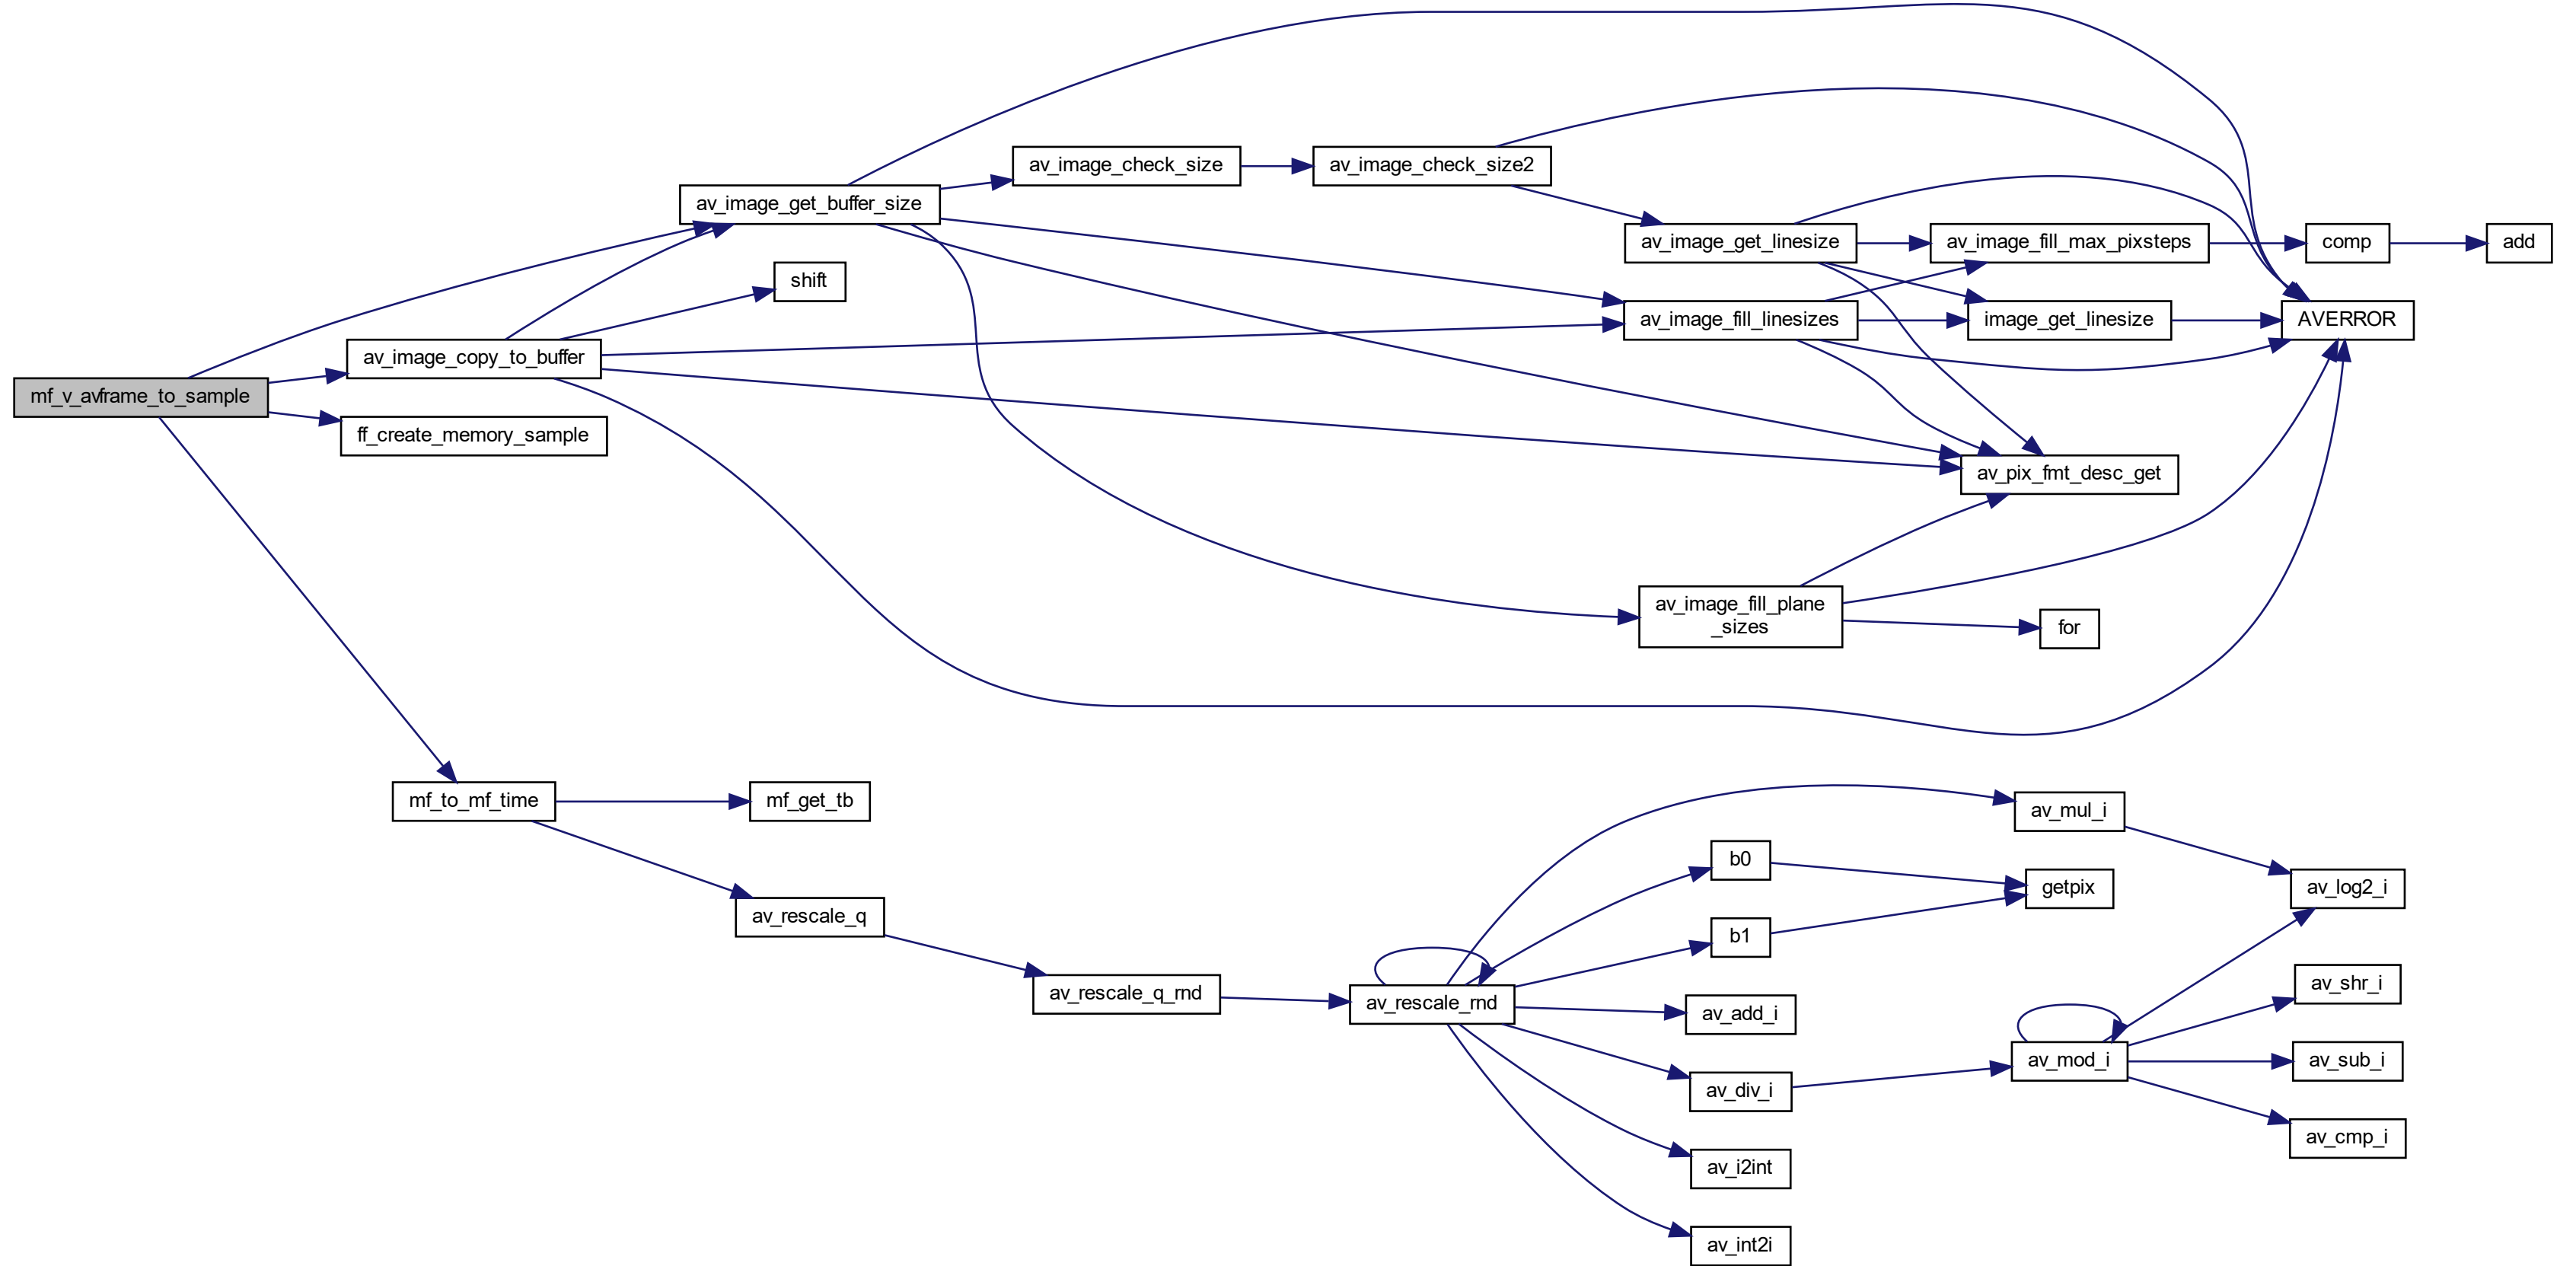 av_image_check_size
av_image_check_size2
av_image_get_buffer_size
av_image_get_linesize
av_image_fill_max_pixsteps
comp
add
shift
av_image_fill_linesizes
image_get_linesize
AVERROR
av_image_copy_to_buffer
mf_v_avframe_to_sample
ff_create_memory_sample
av_pix_fmt_desc_get
av_image_fill_plane
_sizes
for
mf_to_mf_time
mf_get_tb
av_mul_i
b0
getpix
av_log2_i
av_rescale_q
b1
av_rescale_q_rnd
av_rescale_rnd
av_add_i
av_shr_i
av_mod_i
av_sub_i
av_div_i
av_cmp_i
av_i2int
av_int2i